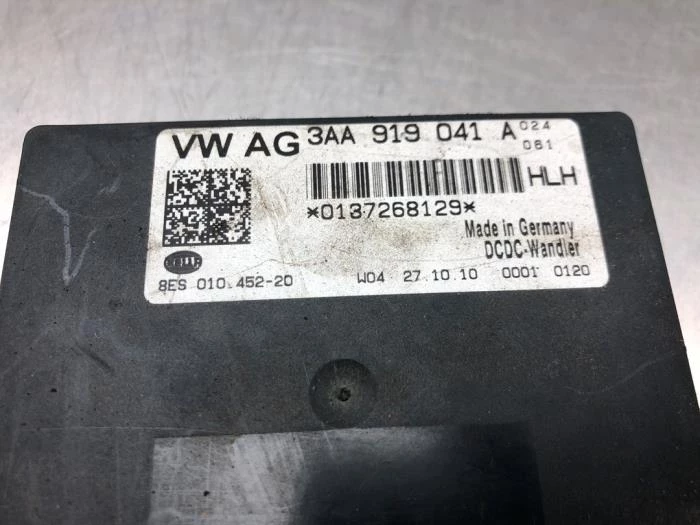 VW AG 3AA 919 041 A 024
061
HLH
*0137268129*
Made in Germany
DCDC-Wandler
8ES 010.452-20 W04 27.10.10 0001 0120